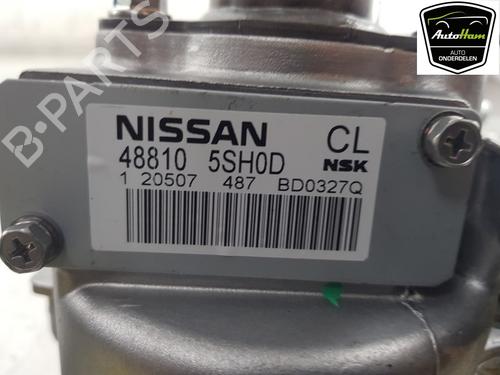 AutoHam
AUTO
ONDERDELEN
B-PARTS
NISSAN CL
48810 5SH0D NSK
1 20507 487 BD0327Q